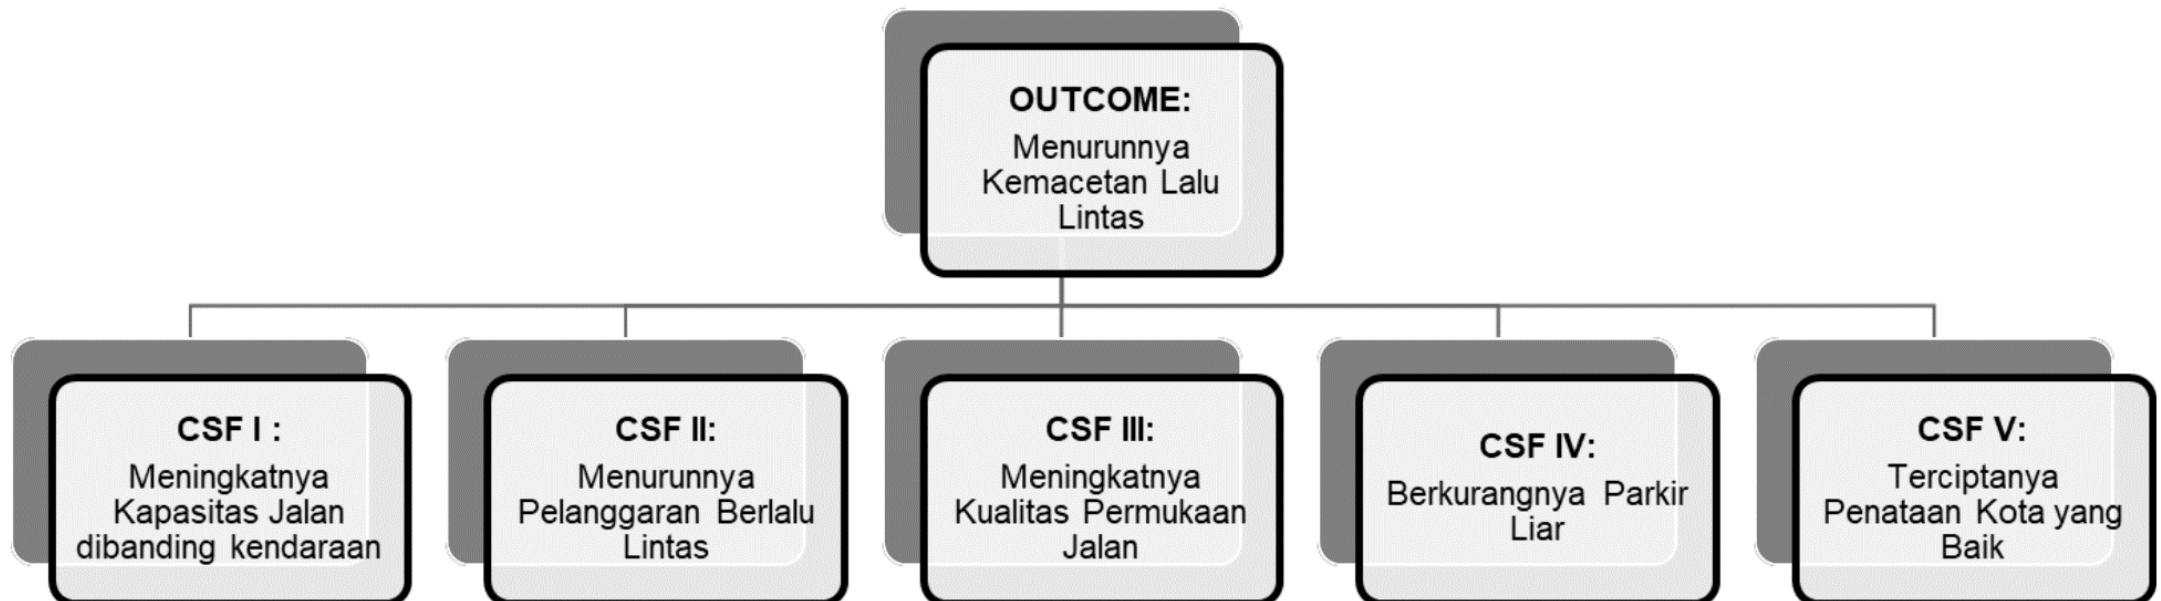 OUTCOME:
Menurunnya
Kemacetan Lalu
Lintas
CSF I :
Meningkatnya
Kapasitas Jalan
dibanding kendaraan
CSF II:
Menurunnya
Pelanggaran Berlalu
Lintas
CSF III:
Meningkatnya
Kualitas Permukaan
Jalan
CSF IV:
Berkurangnya Parkir
Liar
CSF V:
Terciptanya
Penataan Kota yang
Baik